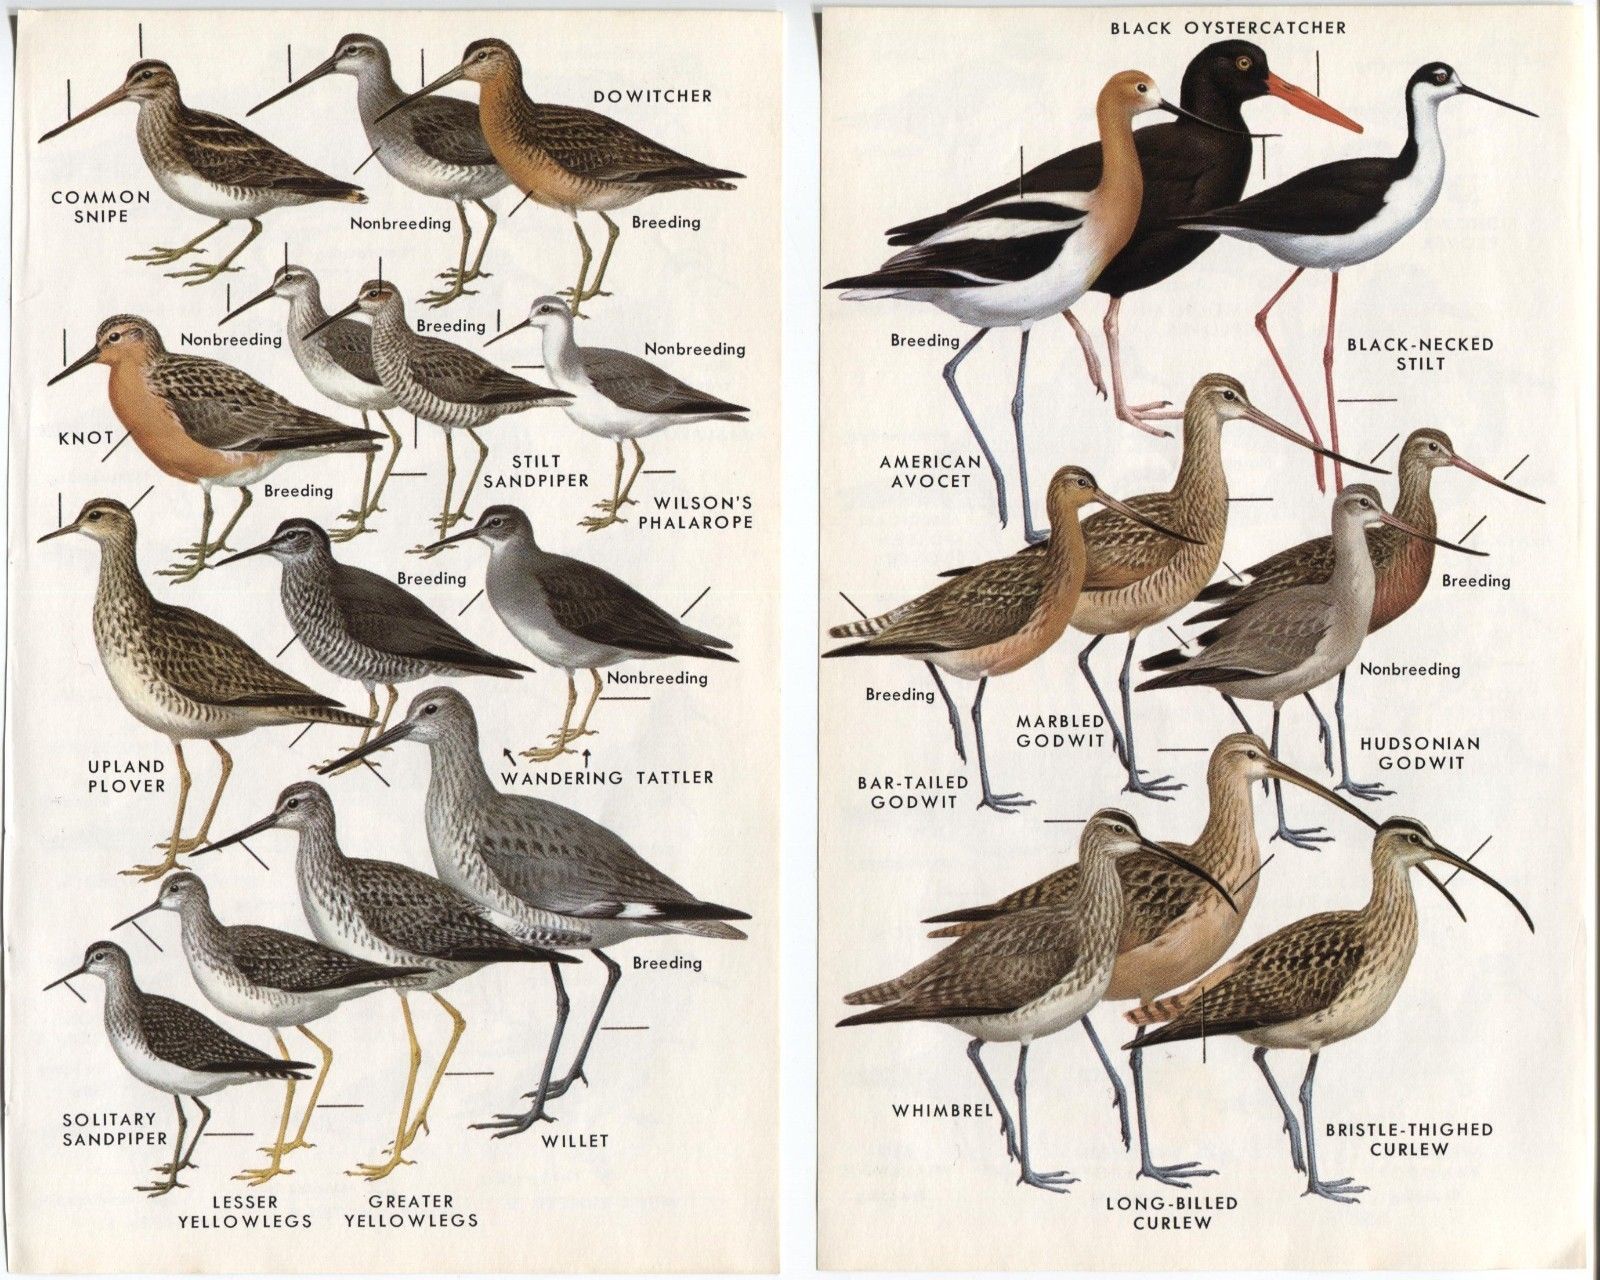 DOWITCHER
COMMON
SNIPE
Nonbreeding
Breeding
Nonbreeding
Breeding
Nonbreeding
KNOT
Breeding
STILT
SANDPIPER
WILSON'S
PHALAROPE
Breeding
Nonbreeding
UPLAND
PLOVER
WANDERING TATTLER
Breeding
SOLITARY
SANDPIPER
WILLET
LESSER
YELLOWLEGS
GREATER
YELLOWLEGS
BLACK OYSTERCATCHER
Breeding
BLACK-NECKED
STILT
AMERICAN
AVOCET
Breeding
Nonbreeding
Breeding
MARBLED
GODWIT
HUDSONIAN
GODWIT
BAR-TAILED
GODWIT
WHIMBREL
BRISTLE-THIGHED
CURLEW
LONG-BILLED
CURLEW